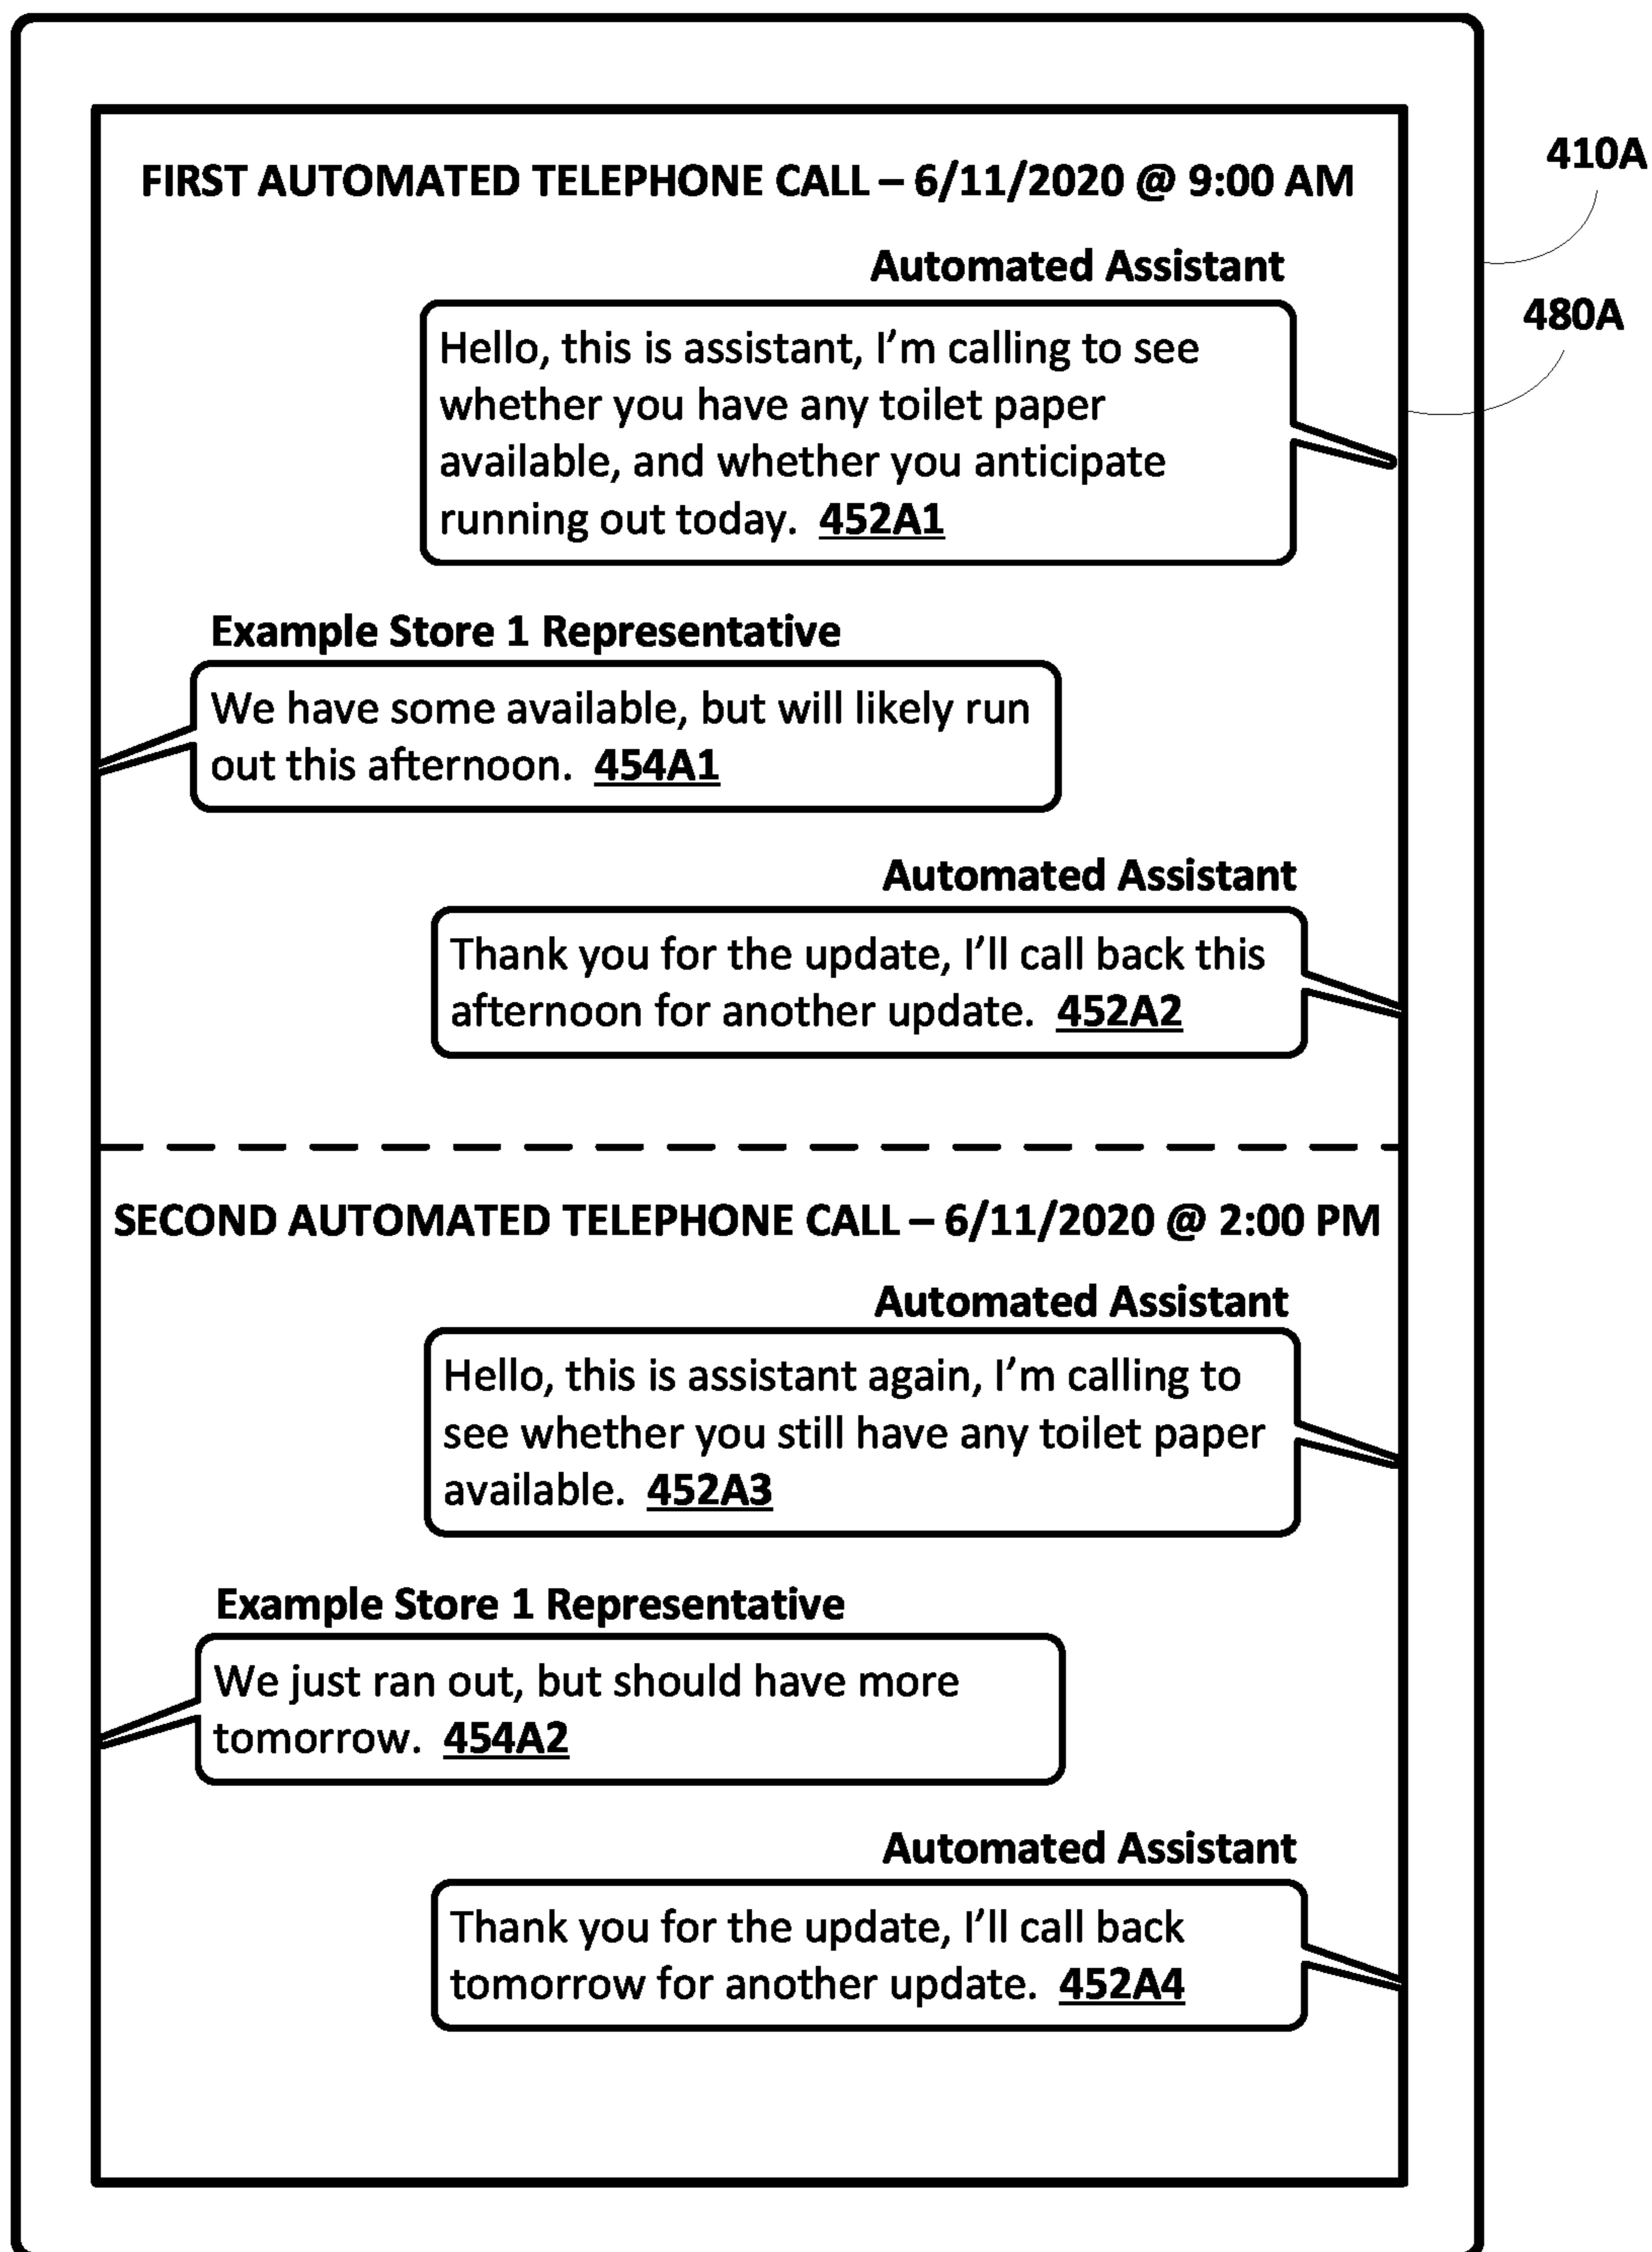 FIRST AUTOMATED TELEPHONE CALL – 6/11/2020 @ 9:00 AM
410A
Automated Assistant
480A
Hello, this is assistant, I’m calling to see
whether you have any toilet paper
available, and whether you anticipate
running out today. 452A1
Example Store 1 Representative
We have some available, but will likely run
out this afternoon. 454A1
Automated Assistant
Thank you for the update, I’ll call back this
afternoon for another update. 452A2
SECOND AUTOMATED TELEPHONE CALL – 6/11/2020 @ 2:00 PM
Automated Assistant
Hello, this is assistant again, I’m calling to
see whether you still have any toilet paper
available. 452A3
Example Store 1 Representative
We just ran out, but should have more
tomorrow. 454A2
Automated Assistant
Thank you for the update, I’ll call back
tomorrow for another update. 452A4